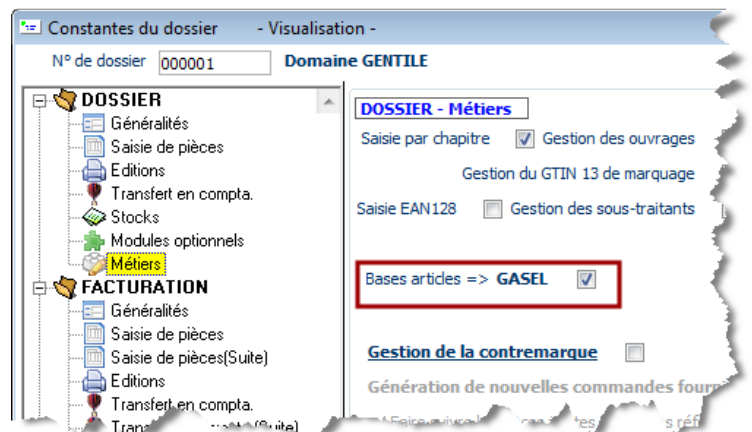 Constantes du dossier - Visualisation -
N° de dossier 000001 Domaine GENTILE
DOSSIER
Généralités
Saisie de pièces
Editions
Transfert en compta.
Stocks
Modules optionnels
Métiers
FACTURATION
Généralités
Saisie de pièces
Saisie de pièces(Suite)
Editions
Transfert en compta.
DOSSIER - Métiers
Saisie par chapitre Gestion des ouvrages
Gestion du GTIN 13 de marquage
Saisie EAN128 Gestion des sous-traitants
Bases articles => GASEL
Gestion de la contremarque
Génération de nouvelles commandes